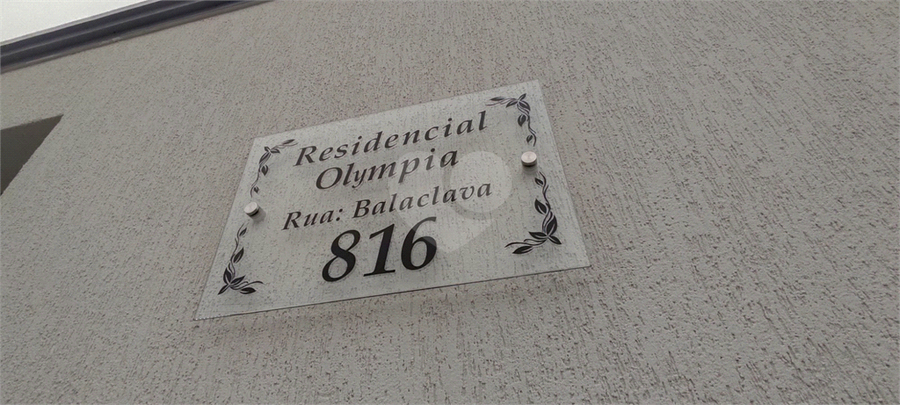 Residencial
Olympia
Rua: Balaclava
816